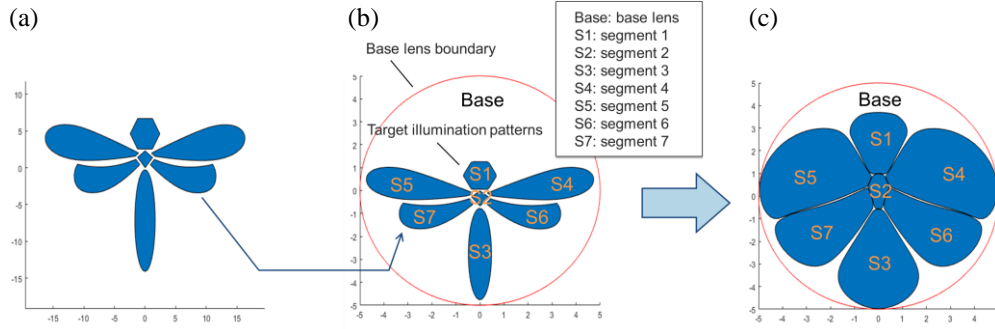 (a)
(b)
(c)
Base: base lens
S1: segment 1
S2: segment 2
S3: segment 3
S4: segment 4
S5: segment 5
S6: segment 6
S7: segment 7
Base lens boundary
Base
Target illumination patterns
S1
S5
S2
S4
S7
S6
S3
Base
S1
S5
S4
S2
S7
S6
S3
10
5
0
-5
-10
-15
-15
-10
-5
0
5
10
15
5
4
3
2
1
0
-1
-2
-3
-4
-5
-5
-4
-3
-2
-1
0
1
2
3
4
5
5
4
3
2
1
0
-1
-2
-3
-4
-5
-4
-2
0
2
4